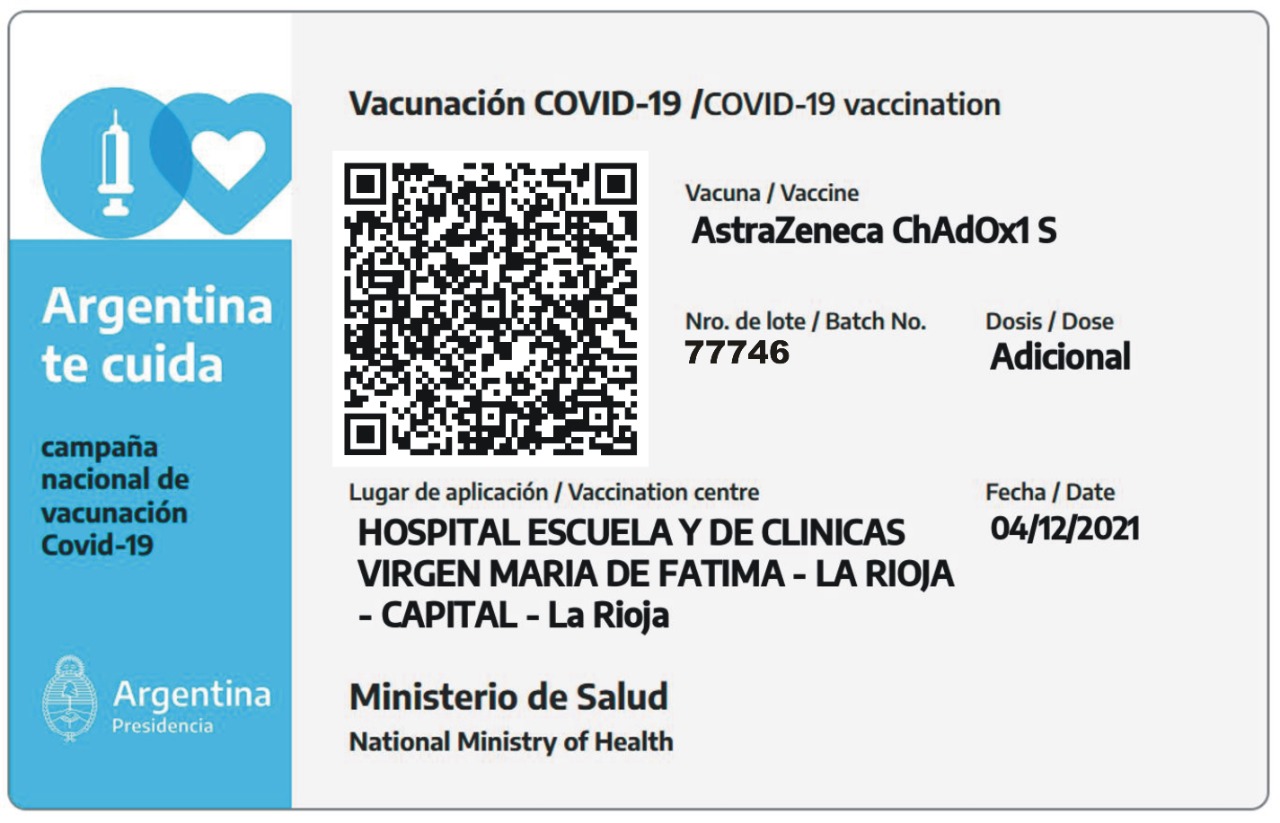 Argentina
te cuida
campaña
nacional de
vacunación
Covid-19
Argentina
Presidencia
Vacunación COVID-19 /COVID-19 vaccination
Vacuna / Vaccine
AstraZeneca ChAdOx1 S
Nro. de lote / Batch No.
77746
Dosis / Dose
Adicional
Lugar de aplicación / Vaccination centre
HOSPITAL ESCUELA Y DE CLINICAS
VIRGEN MARIA DE FATIMA - LA RIOJA
- CAPITAL - La Rioja
Fecha / Date
04/12/2021
Ministerio de Salud
National Ministry of Health